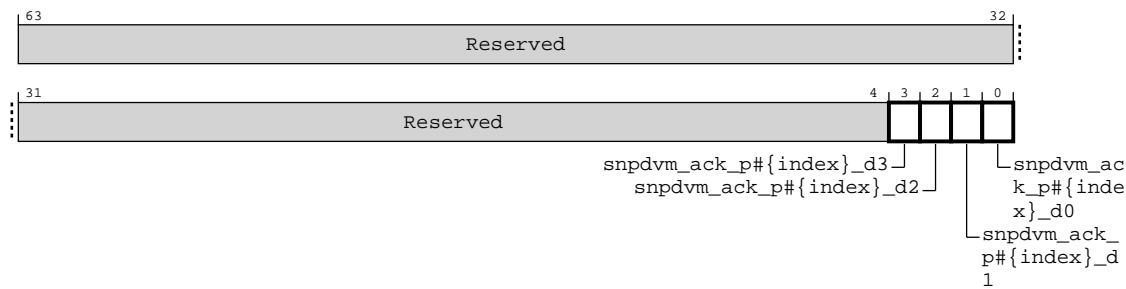 63 32
Reserved
31 4 3 2 1 0
Reserved
snpdvm_ack_p#{index}_d3
snpdvm_ack_p#{index}_d2
snpdvm_ac
k_p#{inde
x}_d0
snpdvm_ack_
p#{index}_d
1